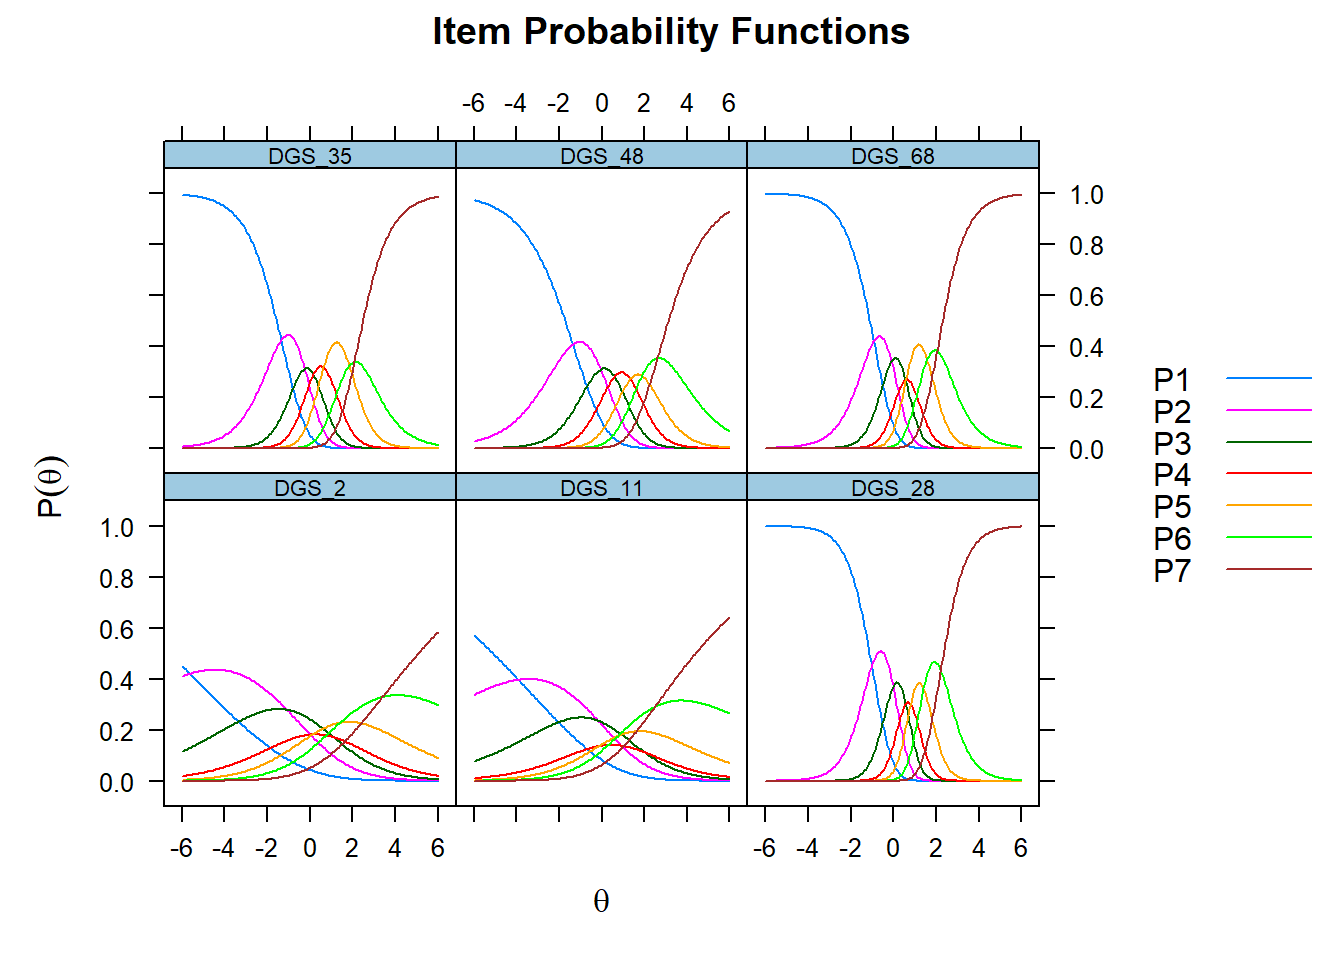 Item Probability Functions
-6 -4 -2 0 2 4 6
DGS_35 DGS_48 DGS_68
1.0
0.8
0.6
0.4
0.2
0.0
DGS_2 DGS_11 DGS_28
1.0
0.8
0.6
0.4
0.2
0.0
-6 -4 -2 0 2 4 6 -6 -4 -2 0 2 4 6
P(θ)
θ
P1
P2
P3
P4
P5
P6
P7